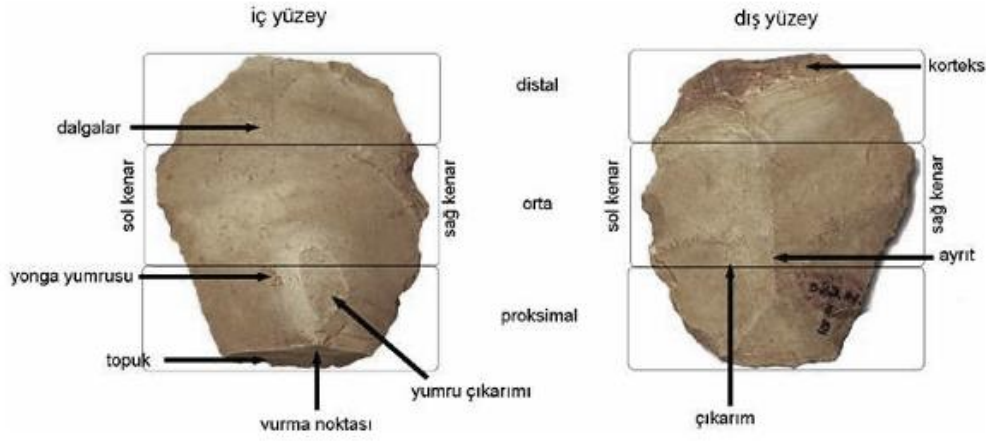 iç yüzey
dış yüzey
distal
korteks
dalgalar
sol kenar
sağ kenar
orta
sol kenar
sağ kenar
ayrıt
yonga yumrusu
proksimal
topuk
yumru çıkarımı
vurma noktası
çıkarım